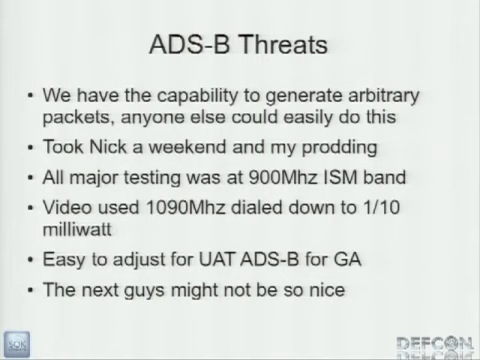 ADS-B Threats
• We have the capability to generate arbitrary
packets, anyone else could easily do this
• Took Nick a weekend and my prodding
• All major testing was at 900Mhz ISM band
• Video used 1090Mhz dialed down to 1/10
milliwatt
• Easy to adjust for UAT ADS-B for GA
• The next guys might not be so nice
DEFCON